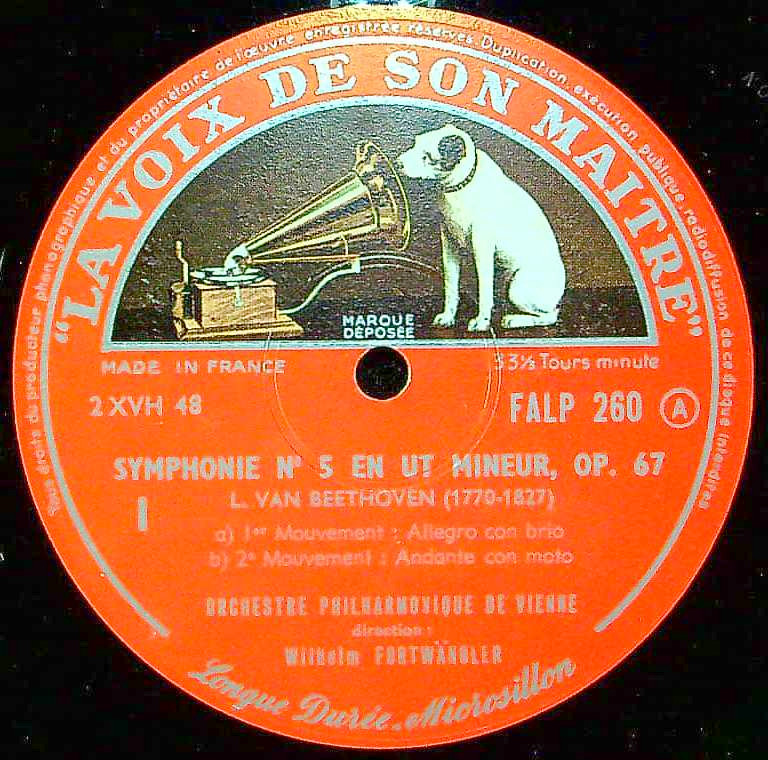 Tous droits du producteur phonographique et du propriétaire de l'œuvre enregistrée réservés Duplication, exécution publique, radiodiffusion de ce disque interdites
"LA VOIX DE SON MAITRE"
MARQUE
DÉPOSÉE
MADE IN FRANCE
33⅓ Tours minute
2 XVH 48
FALP 260 A
SYMPHONIE Nº 5 EN UT MINEUR, OP. 67
I
L. VAN BEETHOVEN (1770-1827)
a) 1er Mouvement : Allegro con brio
b) 2e Mouvement : Andante con moto
ORCHESTRE PHILHARMONIQUE DE VIENNE
direction :
Wilhelm FURTWÄNGLER
Longue Durée - Microsillon